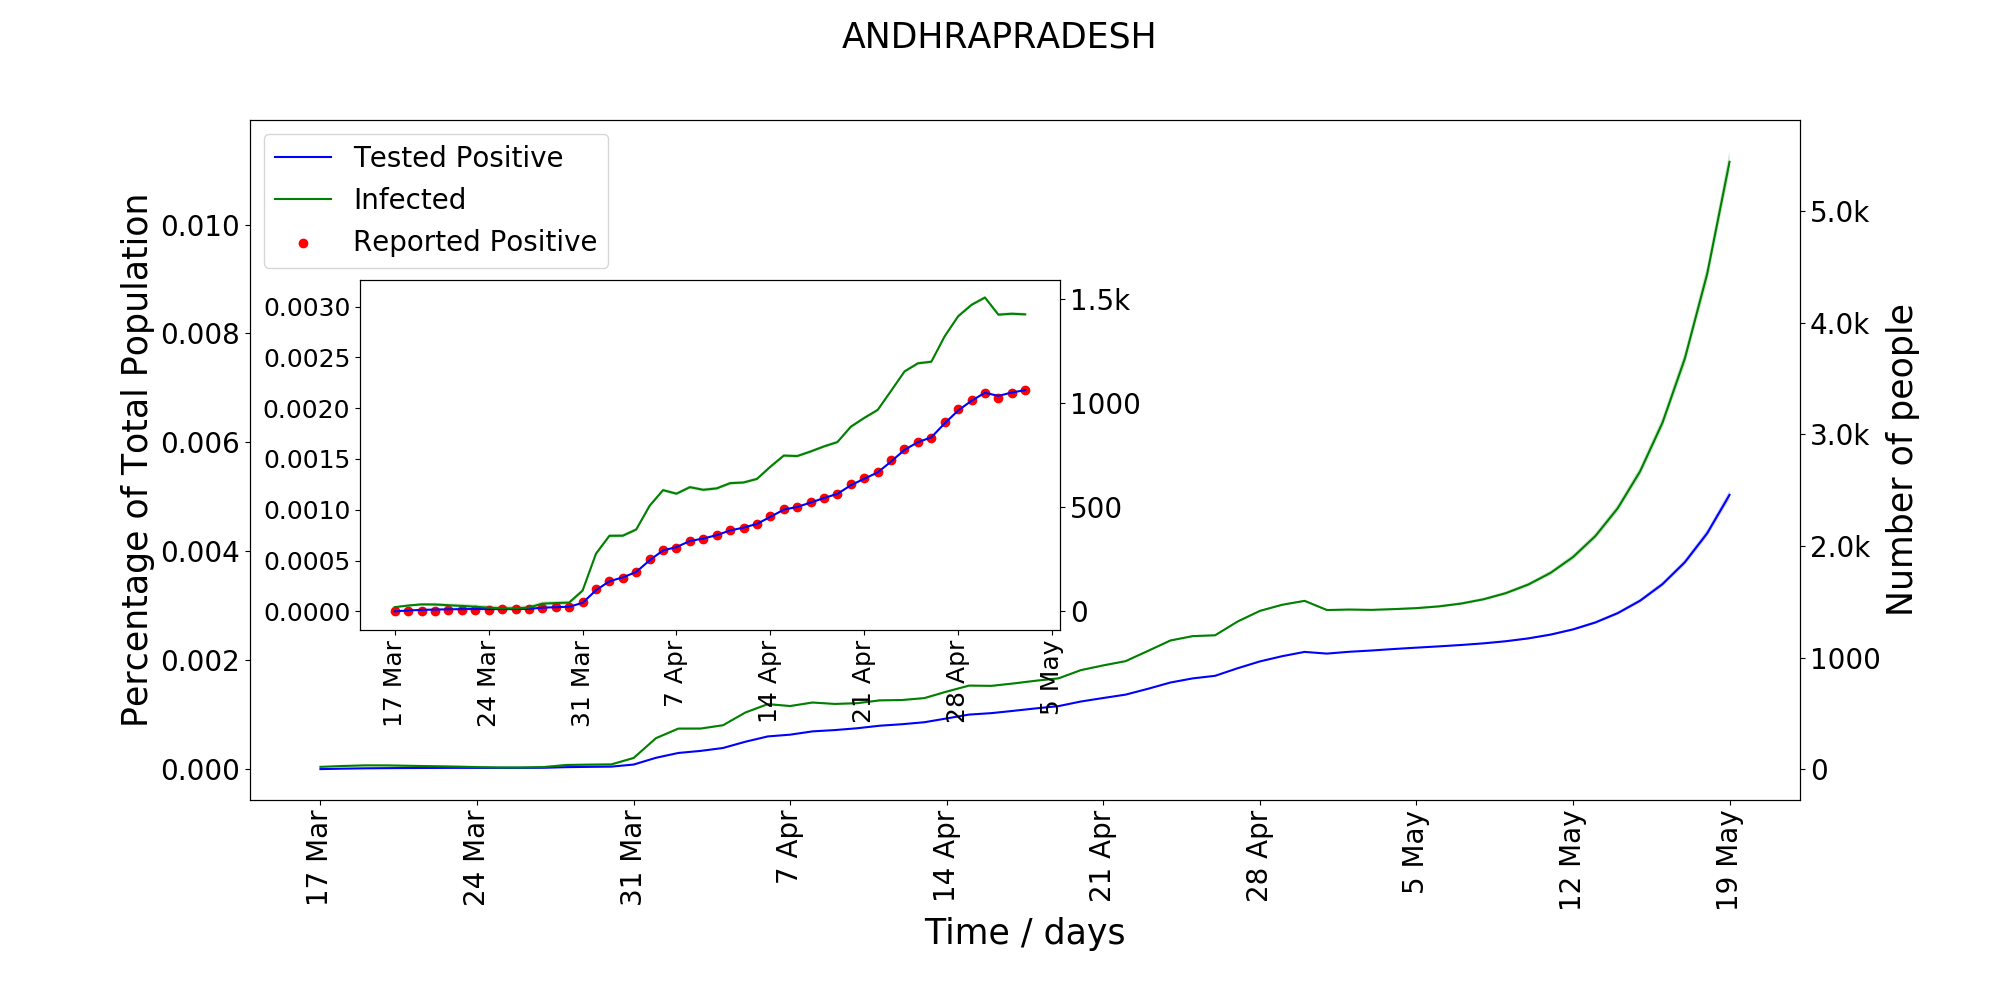 ANDHRAPRADESH
Tested Positive
Infected
Reported Positive
Percentage of Total Population
0.010
0.008
0.006
0.004
0.002
0.000
0.0030
0.0025
0.0020
0.0015
0.0010
0.0005
0.0000
1.5k
1000
500
0
17 Mar
24 Mar
31 Mar
7 Apr
14 Apr
21 Apr
28 Apr
5 May
5.0k
4.0k
3.0k
2.0k
1000
0
Number of people
17 Mar
24 Mar
31 Mar
7 Apr
14 Apr
21 Apr
28 Apr
5 May
12 May
19 May
Time / days